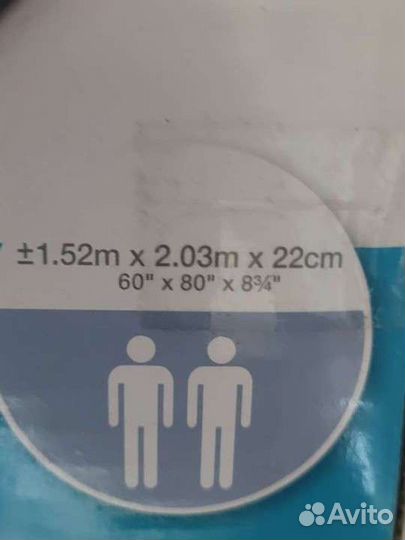 ±1.52m x 2.03m x 22cm
60" x 80" x 8¾"
Avito